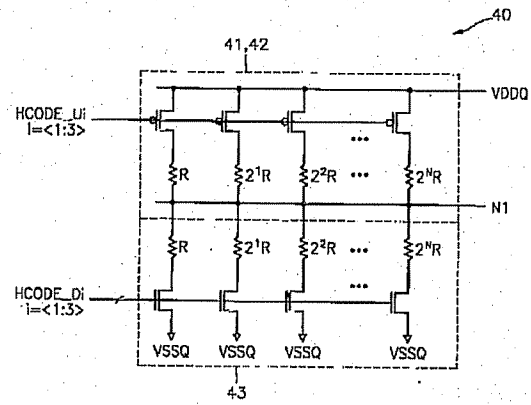 40
41,42
VDDQ
HCODE_Ui
I=<1:3>
R 2¹R 2²R ... 2ᴺR
N1
R 2¹R 2²R ... 2ᴺR
HCODE_Di
i=<1:3>
VSSQ VSSQ VSSQ VSSQ
43